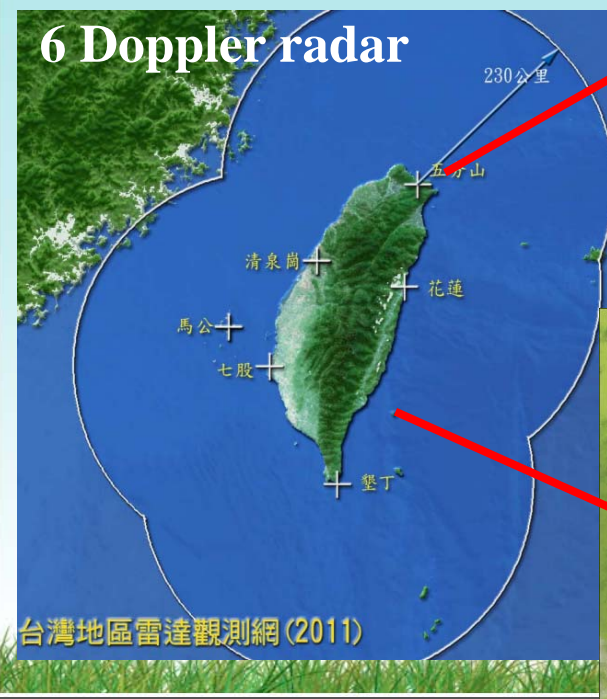 6 Doppler radar
230公里
五分山
清泉崗
花蓮
馬公
七股
墾丁
台灣地區雷達觀測網(2011)